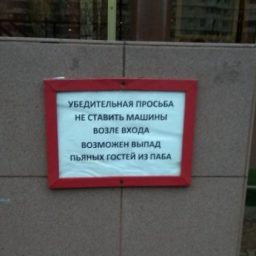 УБЕДИТЕЛЬНАЯ ПРОСЬБА
НЕ СТАВИТЬ МАШИНЫ
ВОЗЛЕ ВХОДА
ВОЗМОЖЕН ВЫПАД
ПЬЯНЫХ ГОСТЕЙ ИЗ ПАБА